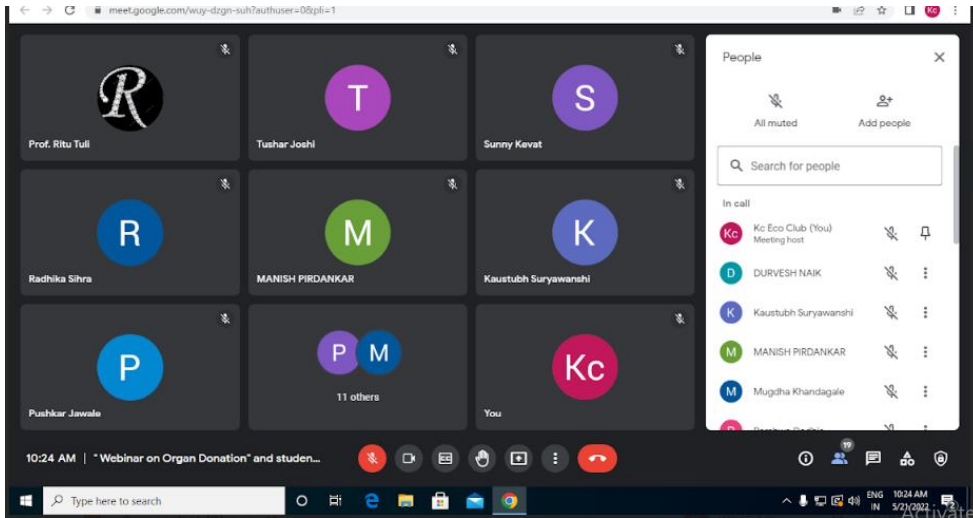 meet.google.com/wuy-dzgn-suh?authuser=0&pli=1
Kc
R
Prof. Ritu Tuli
T
Tushar Joshi
S
Sunny Kevat
R
Radhika Sihra
M
MANISH PIRDANKAR
K
Kaustubh Suryawanshi
P
Pushkar Jawale
P M
11 others
Kc
You
People
All muted
Add people
Search for people
In call
Kc
Kc Eco Club (You)
Meeting host
D
DURVESH NAIK
K
Kaustubh Suryawanshi
M
MANISH PIRDANKAR
M
Mugdha Khandagale
10:24 AM | "Webinar on Organ Donation" and studen...
CC
19
Type here to search
ENG 10:24 AM
IN 5/21/2022
2
Activate